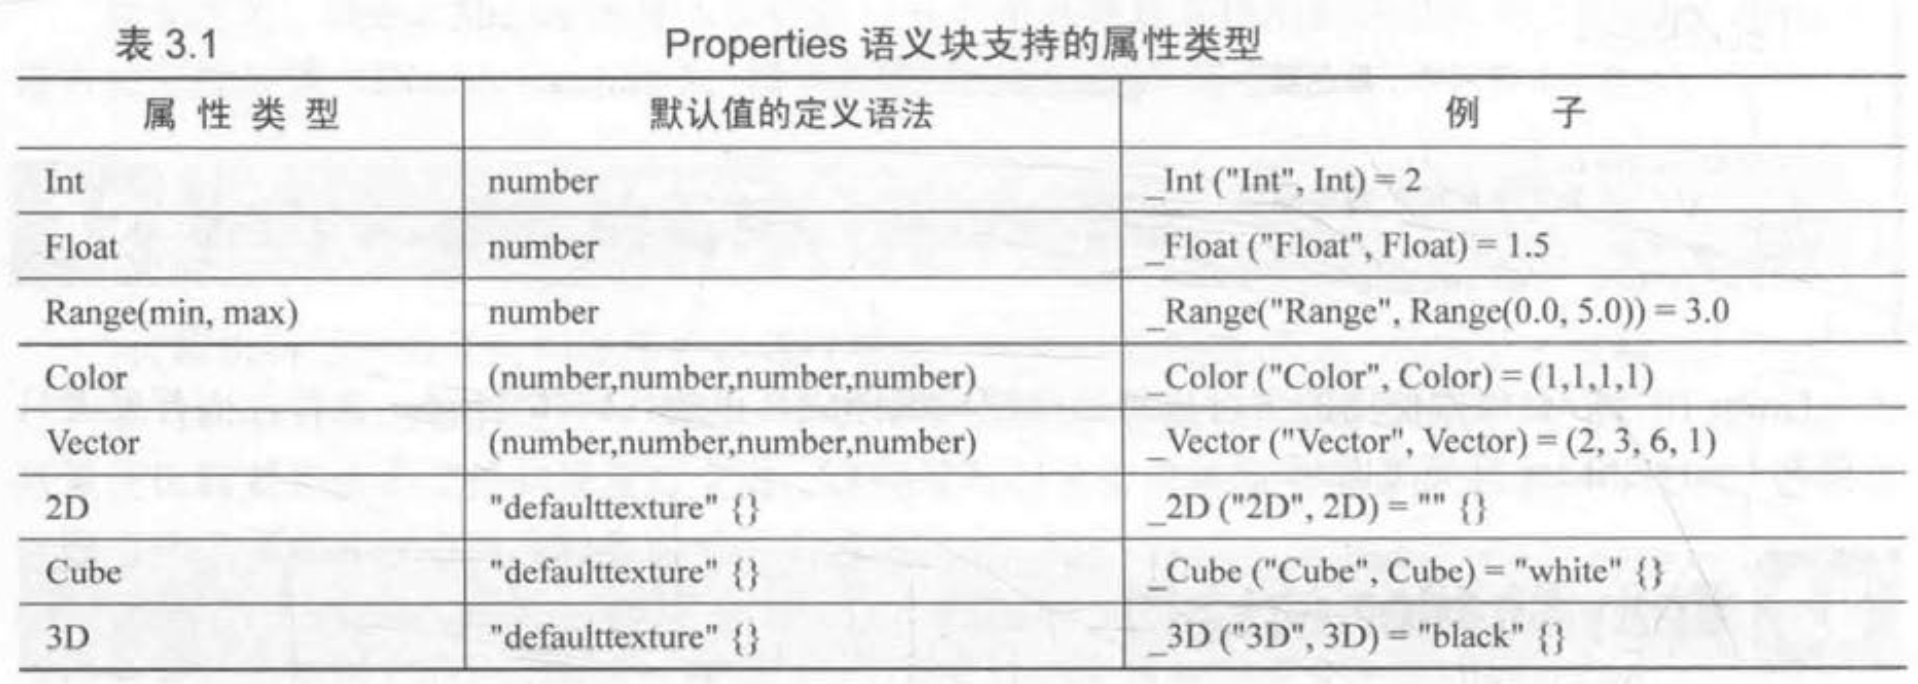 表 3.1 Properties 语义块支持的属性类型
属 性 类 型 默认值的定义语法 例 子
Int number _Int ("Int", Int) = 2
Float number _Float ("Float", Float) = 1.5
Range(min, max) number _Range("Range", Range(0.0, 5.0)) = 3.0
Color (number,number,number,number) _Color ("Color", Color) = (1,1,1,1)
Vector (number,number,number,number) _Vector ("Vector", Vector) = (2, 3, 6, 1)
2D "defaulttexture" {} _2D ("2D", 2D) = "" {}
Cube "defaulttexture" {} _Cube ("Cube", Cube) = "white" {}
3D "defaulttexture" {} _3D ("3D", 3D) = "black" {}